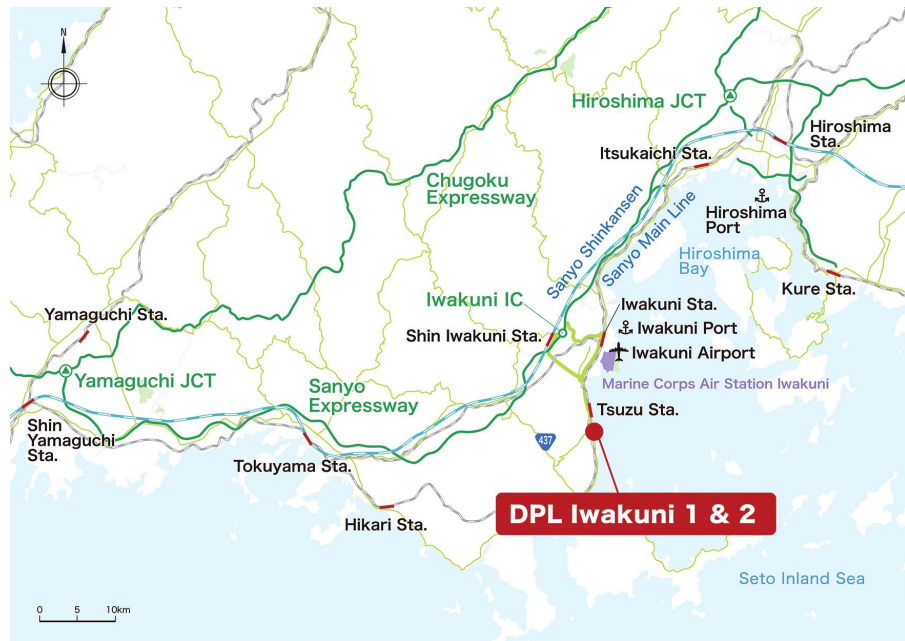 N
Hiroshima JCT
Hiroshima
Sta.
Itsukaichi Sta.
Chugoku
Expressway
Sanyo Shinkansen
Sanyo Main Line
Hiroshima
Port
Hiroshima
Bay
Kure Sta.
Iwakuni IC
Iwakuni Sta.
Yamaguchi Sta.
Shin Iwakuni Sta.
Iwakuni Port
Iwakuni Airport
Yamaguchi JCT
Sanyo
Expressway
Marine Corps Air Station Iwakuni
Tsuzu Sta.
Shin
Yamaguchi
Sta.
437
Tokuyama Sta.
Hikari Sta.
DPL Iwakuni 1 & 2
Seto Inland Sea
0 5 10km